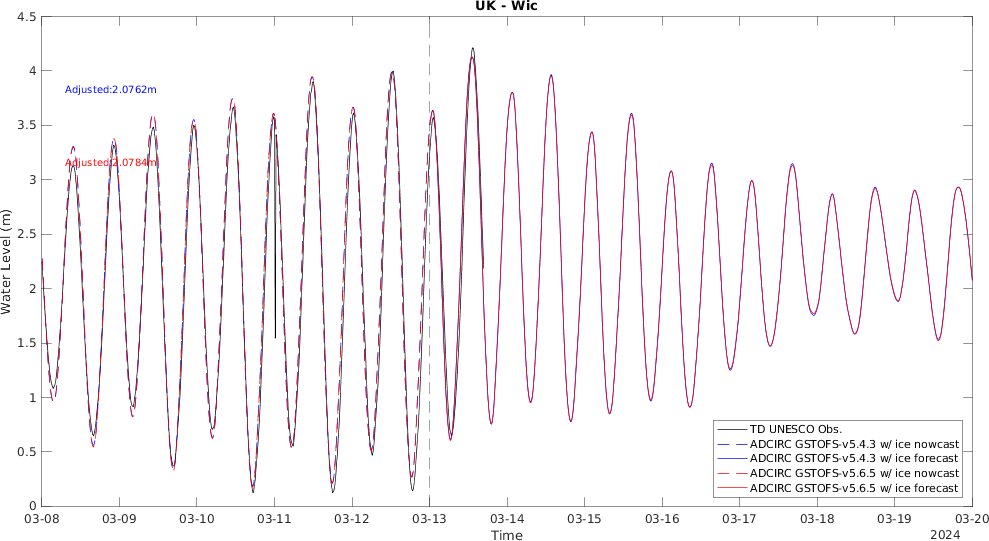 UK - Wic
4.5
4
3.5
3
2.5
2
1.5
1
0.5
0
Water Level (m)
Adjusted:2.0762m
Adjusted:2.0784m
TD UNESCO Obs.
ADCIRC GSTOFS-v5.4.3 w/ ice nowcast
ADCIRC GSTOFS-v5.4.3 w/ ice forecast
ADCIRC GSTOFS-v5.6.5 w/ ice nowcast
ADCIRC GSTOFS-v5.6.5 w/ ice forecast
03-08 03-09 03-10 03-11 03-12 03-13 03-14 03-15 03-16 03-17 03-18 03-19 03-20
Time
2024